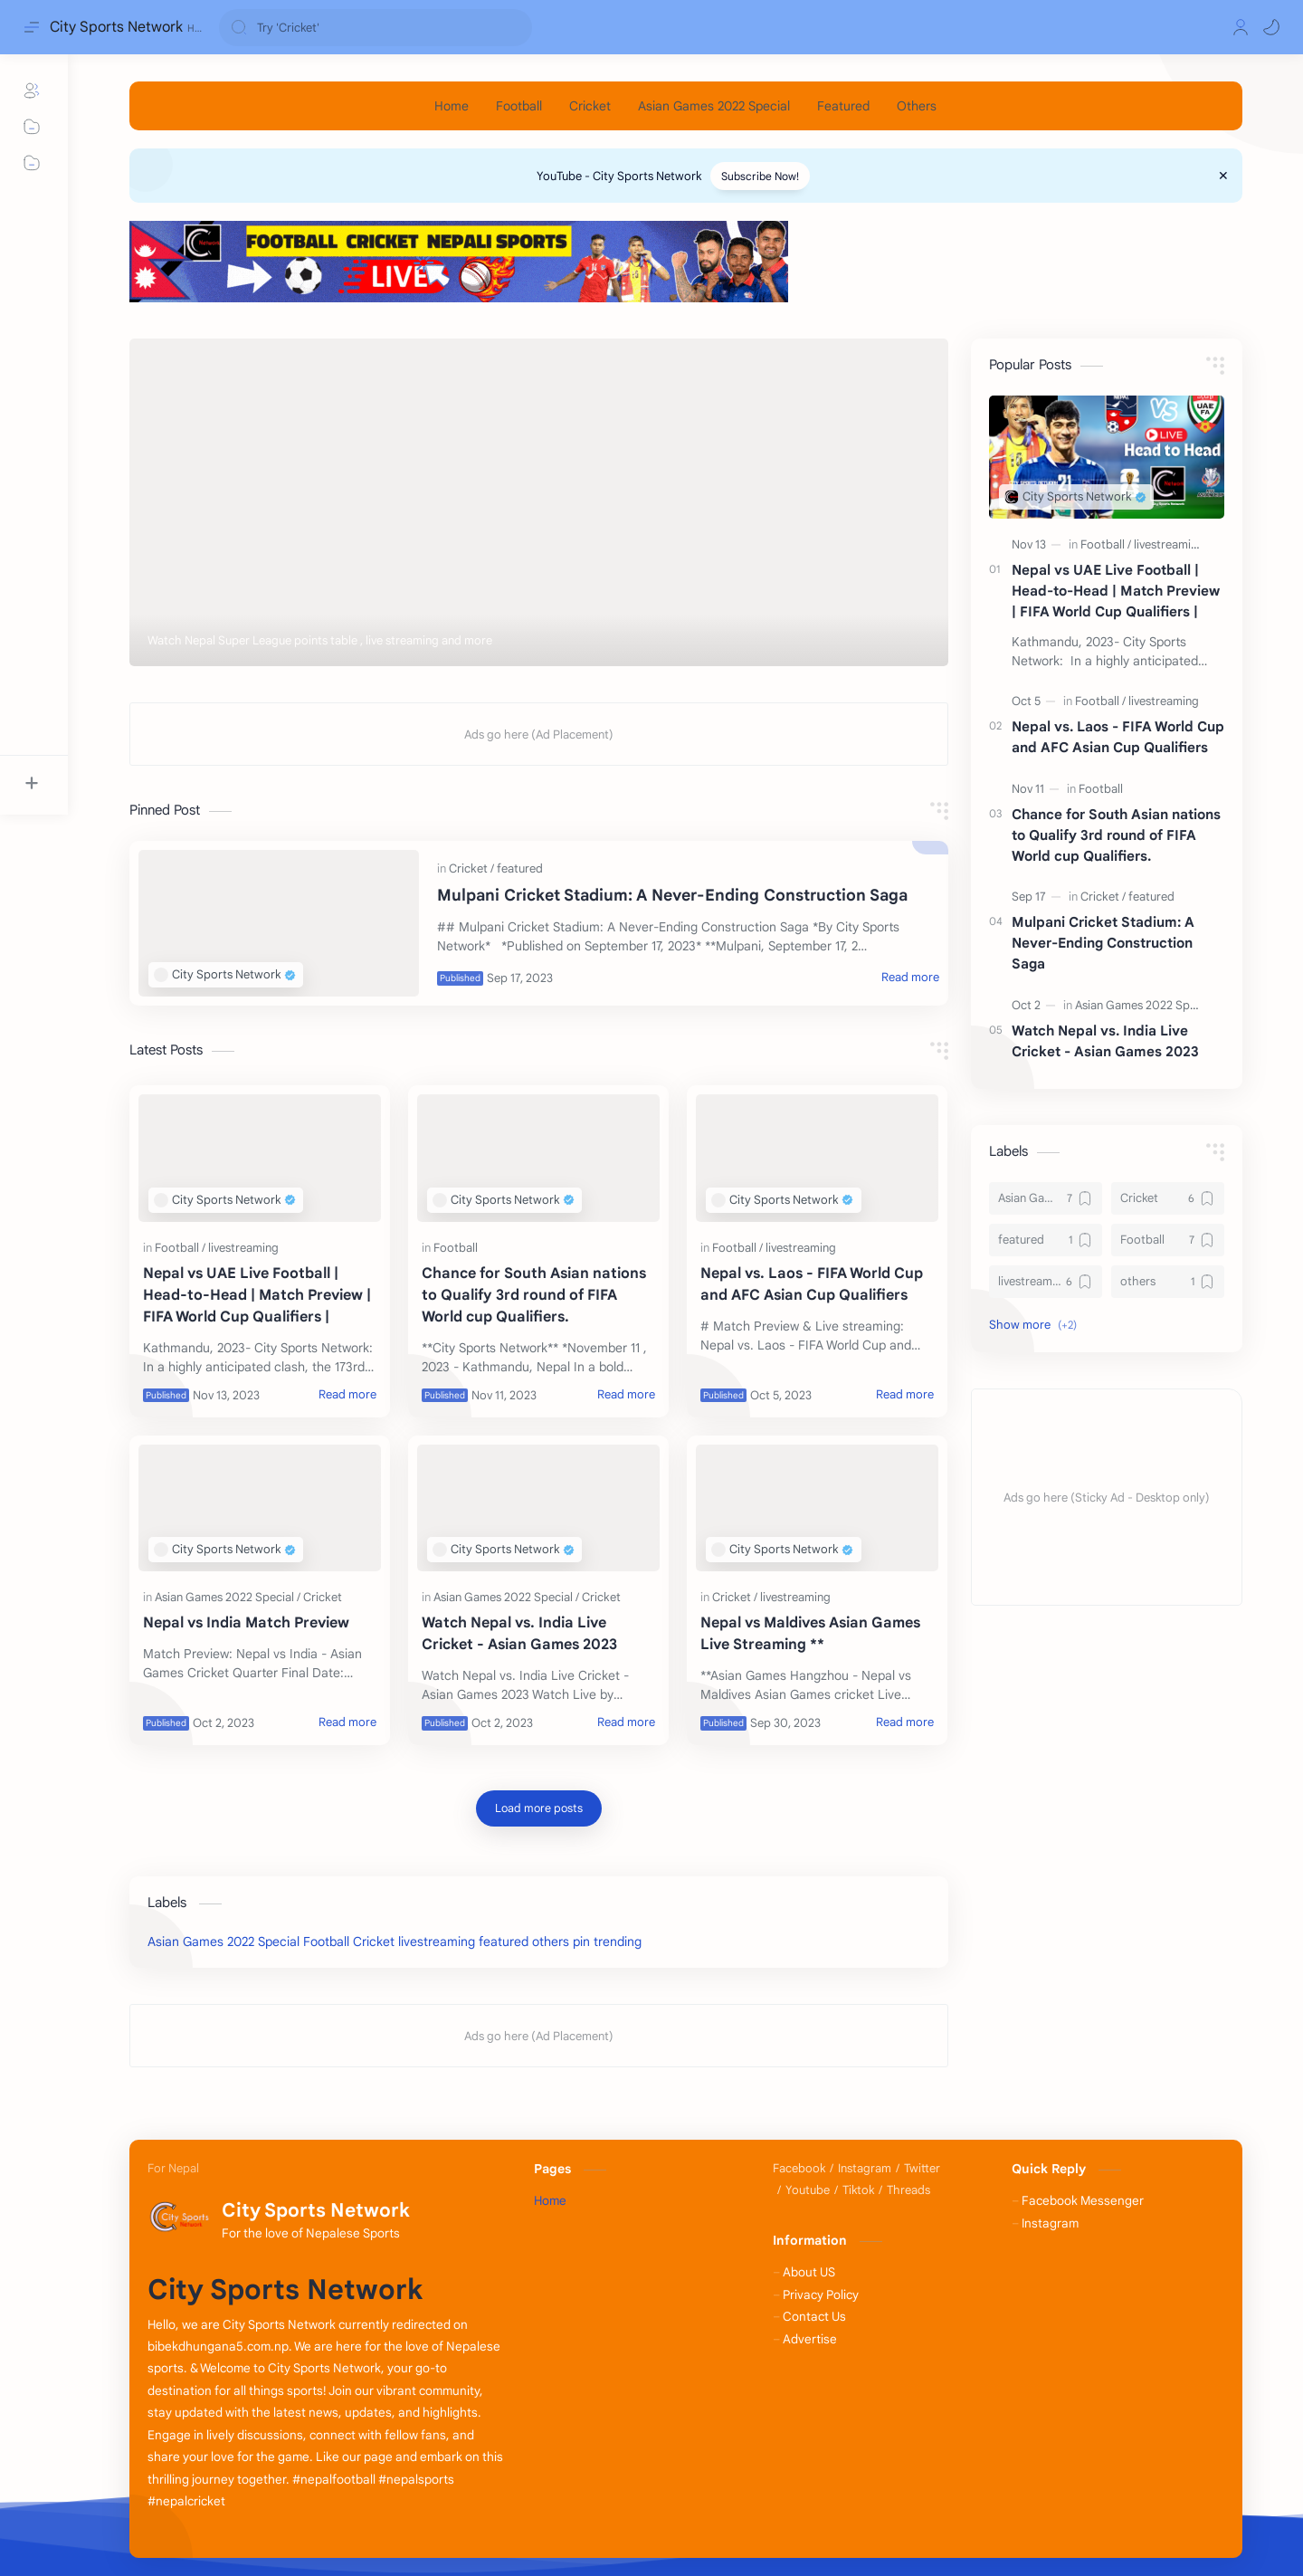 City Sports Network H...
Try 'Cricket'
Home Football Cricket Asian Games 2022 Special Featured Others
YouTube - City Sports Network Subscribe Now!
FOOTBALL CRICKET NEPALI SPORTS
LIVE
Watch Nepal Super League points table , live streaming and more
Ads go here (Ad Placement)
Pinned Post
City Sports Network
in Cricket / featured
Mulpani Cricket Stadium: A Never-Ending Construction Saga
## Mulpani Cricket Stadium: A Never-Ending Construction Saga *By City Sports
Network* *Published on September 17, 2023* **Mulpani, September 17, 2...
Published Sep 17, 2023 Read more
Latest Posts
City Sports Network
in Football / livestreaming
Nepal vs UAE Live Football |
Head-to-Head | Match Preview |
FIFA World Cup Qualifiers |
Kathmandu, 2023- City Sports Network:
In a highly anticipated clash, the 173rd...
Published Nov 13, 2023 Read more
City Sports Network
in Football
Chance for South Asian nations
to Qualify 3rd round of FIFA
World cup Qualifiers.
**City Sports Network** *November 11 ,
2023 - Kathmandu, Nepal In a bold...
Published Nov 11, 2023 Read more
City Sports Network
in Football / livestreaming
Nepal vs. Laos - FIFA World Cup
and AFC Asian Cup Qualifiers
# Match Preview & Live streaming:
Nepal vs. Laos - FIFA World Cup and...
Published Oct 5, 2023 Read more
City Sports Network
in Asian Games 2022 Special / Cricket
Nepal vs India Match Preview
Match Preview: Nepal vs India - Asian
Games Cricket Quarter Final Date:...
Published Oct 2, 2023 Read more
City Sports Network
in Asian Games 2022 Special / Cricket
Watch Nepal vs. India Live
Cricket - Asian Games 2023
Watch Nepal vs. India Live Cricket -
Asian Games 2023 Watch Live by...
Published Oct 2, 2023 Read more
City Sports Network
in Cricket / livestreaming
Nepal vs Maldives Asian Games
Live Streaming **
**Asian Games Hangzhou - Nepal vs
Maldives Asian Games cricket Live...
Published Sep 30, 2023 Read more
Load more posts
Labels
Asian Games 2022 Special Football Cricket livestreaming featured others pin trending
Ads go here (Ad Placement)
Popular Posts
NEPAL VS UAE FA
LIVE
Head to Head
21
City Sports Network
Nov 13 in Football / livestreami...
01 Nepal vs UAE Live Football |
Head-to-Head | Match Preview
| FIFA World Cup Qualifiers |
Kathmandu, 2023- City Sports
Network: In a highly anticipated...
Oct 5 in Football / livestreaming
02 Nepal vs. Laos - FIFA World Cup
and AFC Asian Cup Qualifiers
Nov 11 in Football
03 Chance for South Asian nations
to Qualify 3rd round of FIFA
World cup Qualifiers.
Sep 17 in Cricket / featured
04 Mulpani Cricket Stadium: A
Never-Ending Construction
Saga
Oct 2 in Asian Games 2022 Sp...
05 Watch Nepal vs. India Live
Cricket - Asian Games 2023
Labels
Asian Ga... 7 Cricket 6
featured 1 Football 7
livestream... 6 others 1
Show more (+2)
Ads go here (Sticky Ad - Desktop only)
For Nepal
City Sports Network
City Sports Network
For the love of Nepalese Sports
City Sports Network
Hello, we are City Sports Network currently redirected on
bibekdhungana5.com.np. We are here for the love of Nepalese
sports. & Welcome to City Sports Network, your go-to
destination for all things sports! Join our vibrant community,
stay updated with the latest news, updates, and highlights.
Engage in lively discussions, connect with fellow fans, and
share your love for the game. Like our page and embark on this
thrilling journey together. #nepalfootball #nepalsports
#nepalcricket
Pages
Home
Facebook / Instagram / Twitter
/ Youtube / Tiktok / Threads
Information
About US
Privacy Policy
Contact Us
Advertise
Quick Reply
Facebook Messenger
Instagram